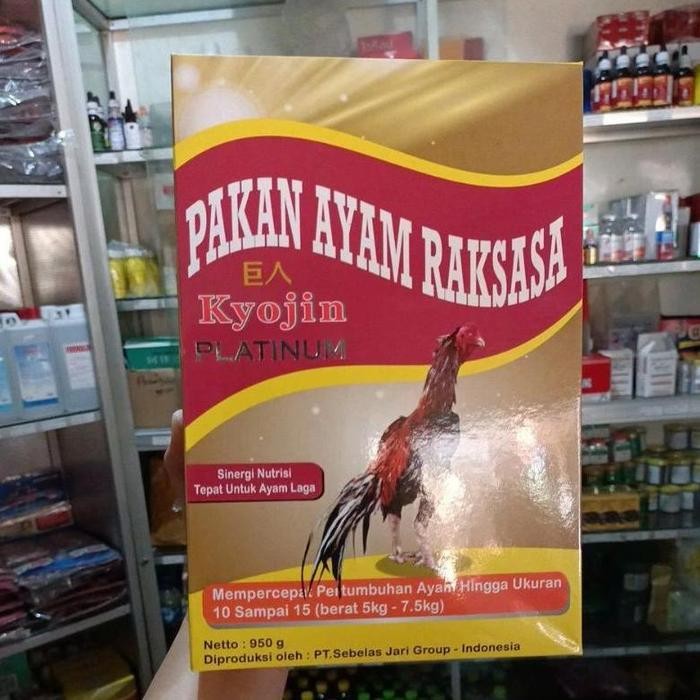 PAKAN AYAM RAKSASA
巨人
Kyojin
PLATINUM
Sinergi Nutrisi
Tepat Untuk Ayam Laga
Mempercepat Pertumbuhan Ayam Hingga Ukuran
10 Sampai 15 (berat 5kg - 7.5kg)
Netto : 950 g
Diproduksi oleh : PT.Sebelas Jari Group - Indonesia